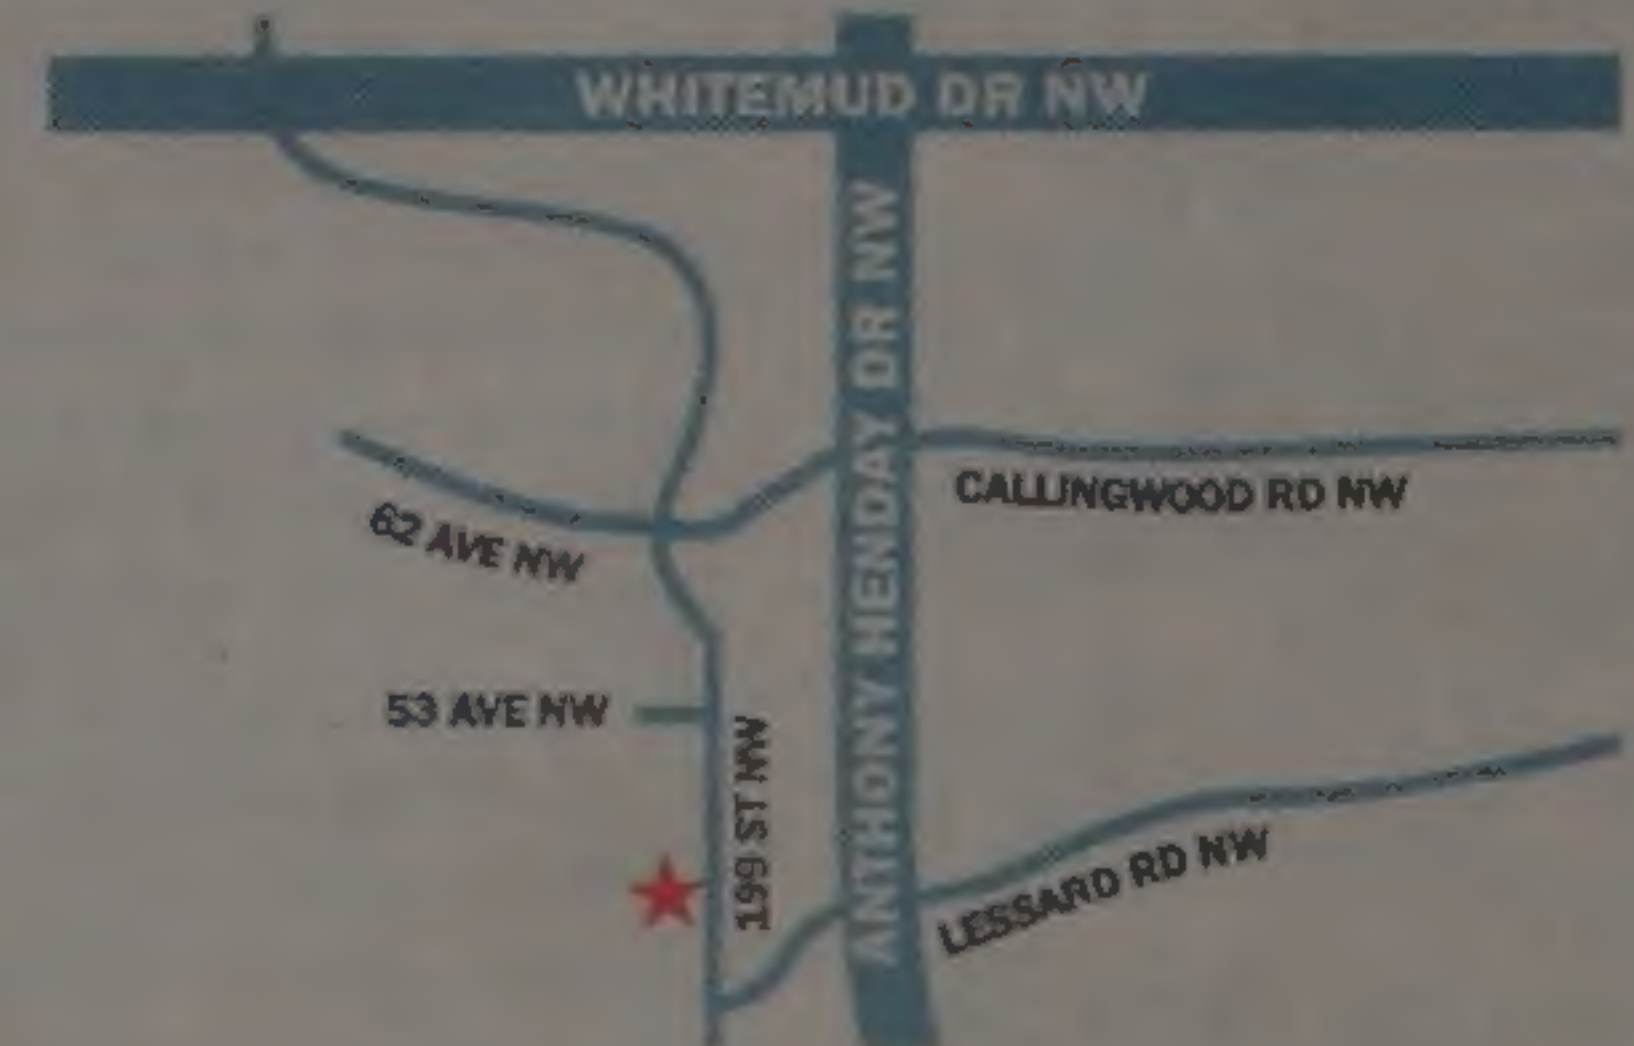 WHITEMUD DR NW
ANTHONY HENDAY DR NW
CALLINGWOOD RD NW
62 AVE NW
53 AVE NW
199 ST NW
LESSARD RD NW